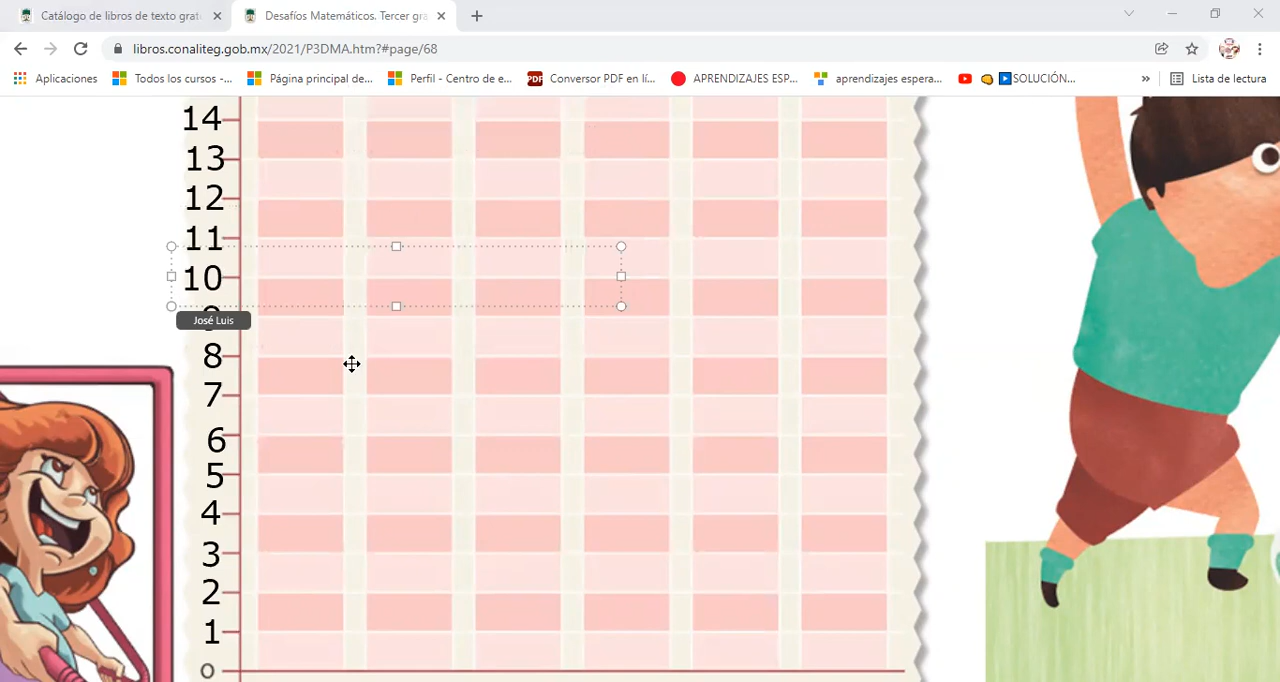 Catálogo de libros de texto grat
Desafíos Matemáticos. Tercer gra
libros.conaliteg.gob.mx/2021/P3DMA.htm?#page/68
Aplicaciones
Todos los cursos -...
Página principal de...
Perfil - Centro de e...
PDF
Conversor PDF en lí...
APRENDIZAJES ESP...
aprendizajes espera...
SOLUCIÓN...
»
Lista de lectura
14
13
12
11
10
José Luis
8
7
6
5
4
3
2
1
0